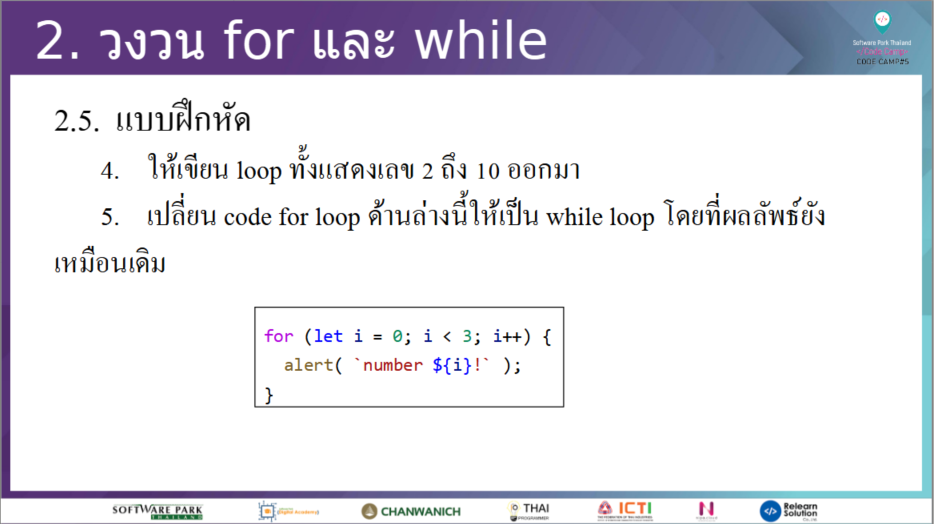 2. วงวน for และ while
Software Park Thailand
CODE CAMP#5
2.5. แบบฝึกหัด
4. ให้เขียน loop ทั้งแสดงเลข 2 ถึง 10 ออกมา
5. เปลี่ยน code for loop ด้านล่างนี้ให้เป็น while loop โดยที่ผลลัพธ์ยัง
เหมือนเดิม
for (let i = 0; i < 3; i++) {
alert( `number ${i}!` );
}
SOFTWARE PARK
THAILAND
Digital Academy
CHANWANICH
THAI
PROGRAMMER
ICTI
N
Relearn
Solution
Co.,Ltd.